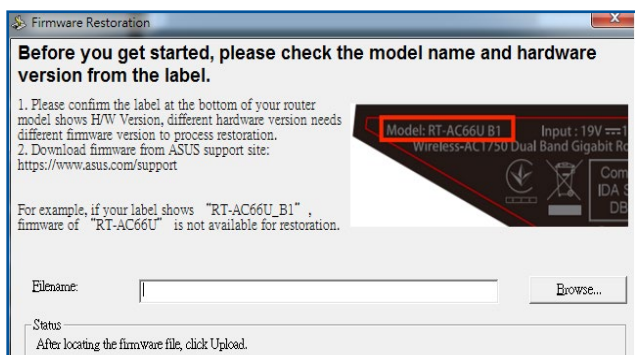 Firmware Restoration
Before you get started, please check the model name and hardware
version from the label.
1. Please confirm the label at the bottom of your router
model shows H/W Version, different hardware version needs
different firmware version to process restoration.
2. Download firmware from ASUS support site:
https://www.asus.com/support
For example, if your label shows “RT-AC66U_B1”,
firmware of “RT-AC66U” is not available for restoration.
Model: RT-AC66U B1 Input : 19V
Wireless-AC1750 Dual Band Gigabit
Com
IDA S
DB
Filename:
Browse...
Status
After locating the firmware file, click Upload.